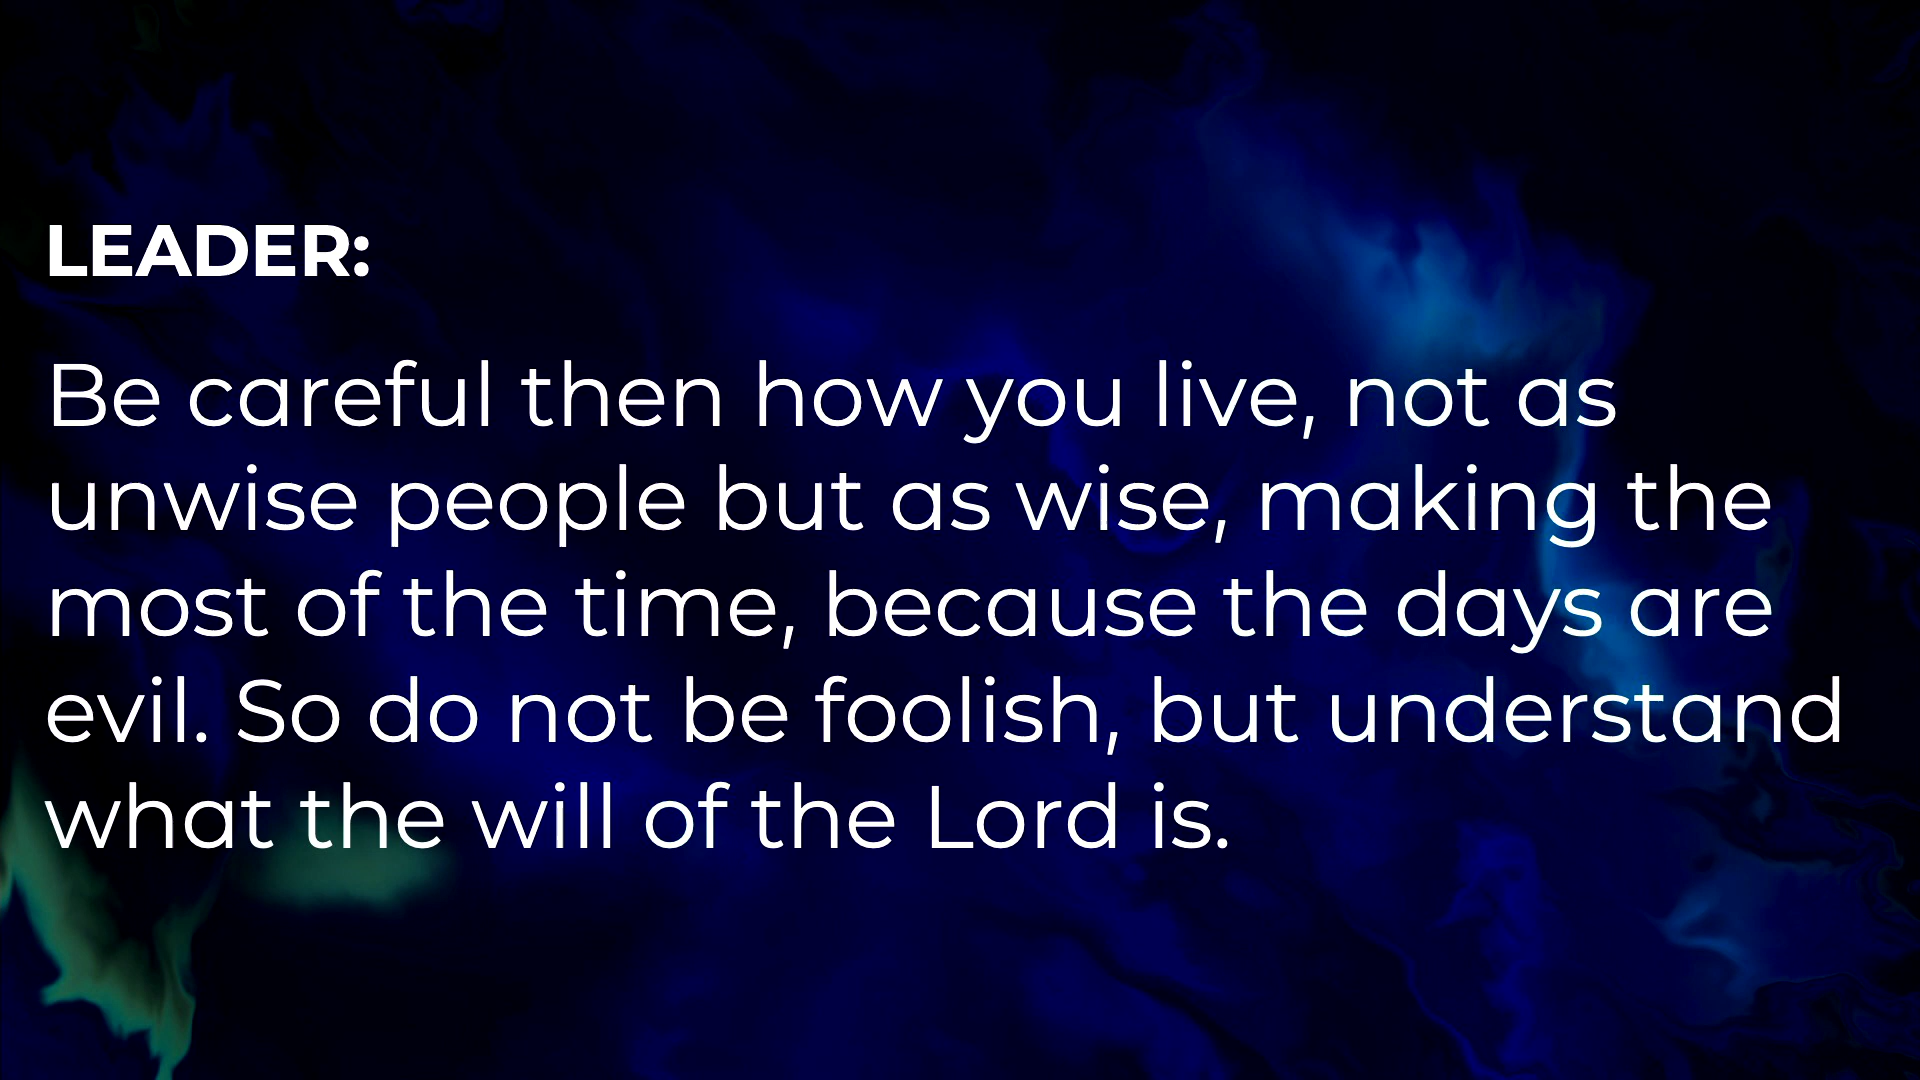 LEADER:
Be careful then how you live, not as
unwise people but as wise, making the
most of the time, because the days are
evil. So do not be foolish, but understand
what the will of the Lord is.